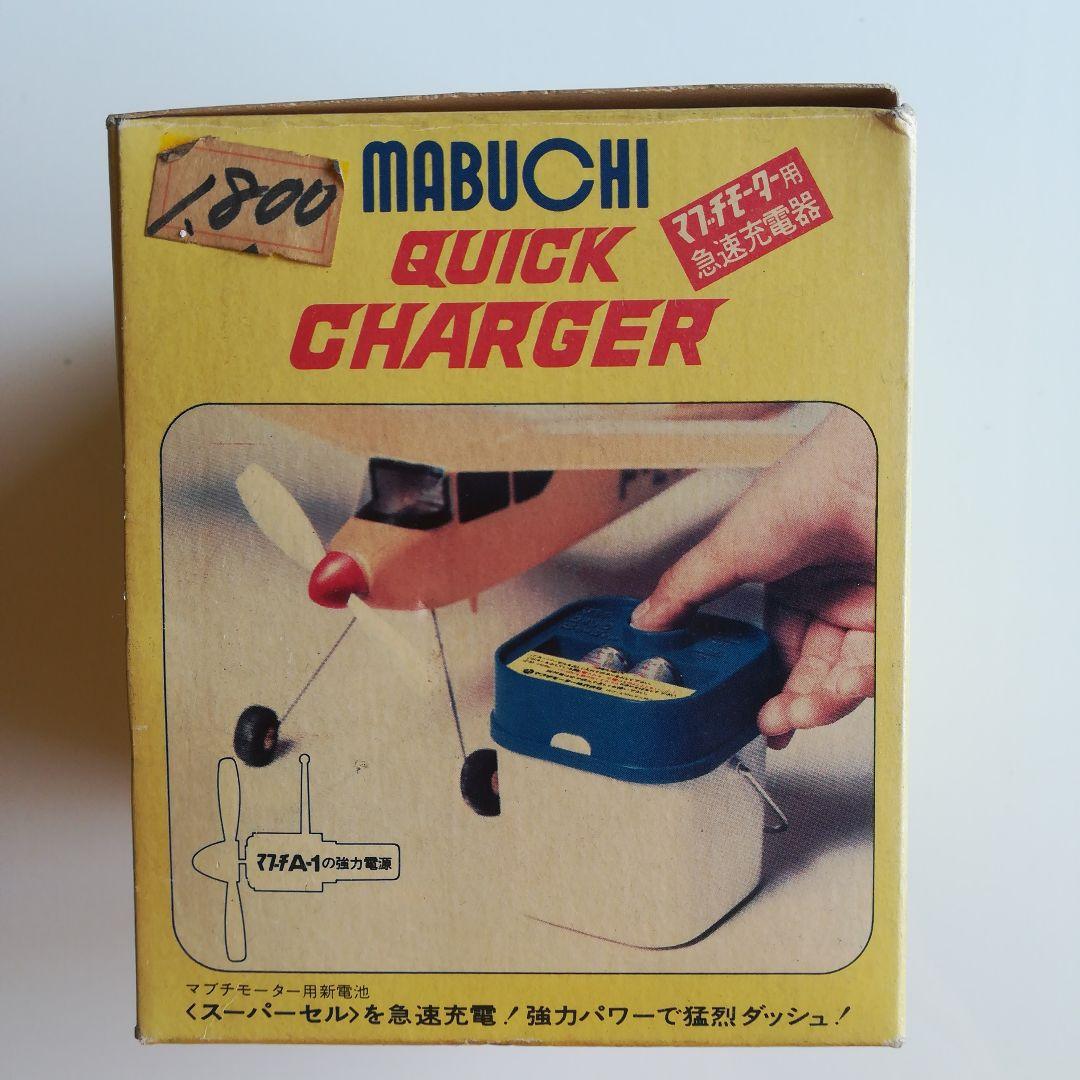 1,800
MABUCHI
QUICK
CHARGER
マブチモーター用
急速充電器
マブチA-1の強力電源
マブチモーター用新電池
〈スーパーセル〉を急速充電!強力パワーで猛烈ダッシュ!